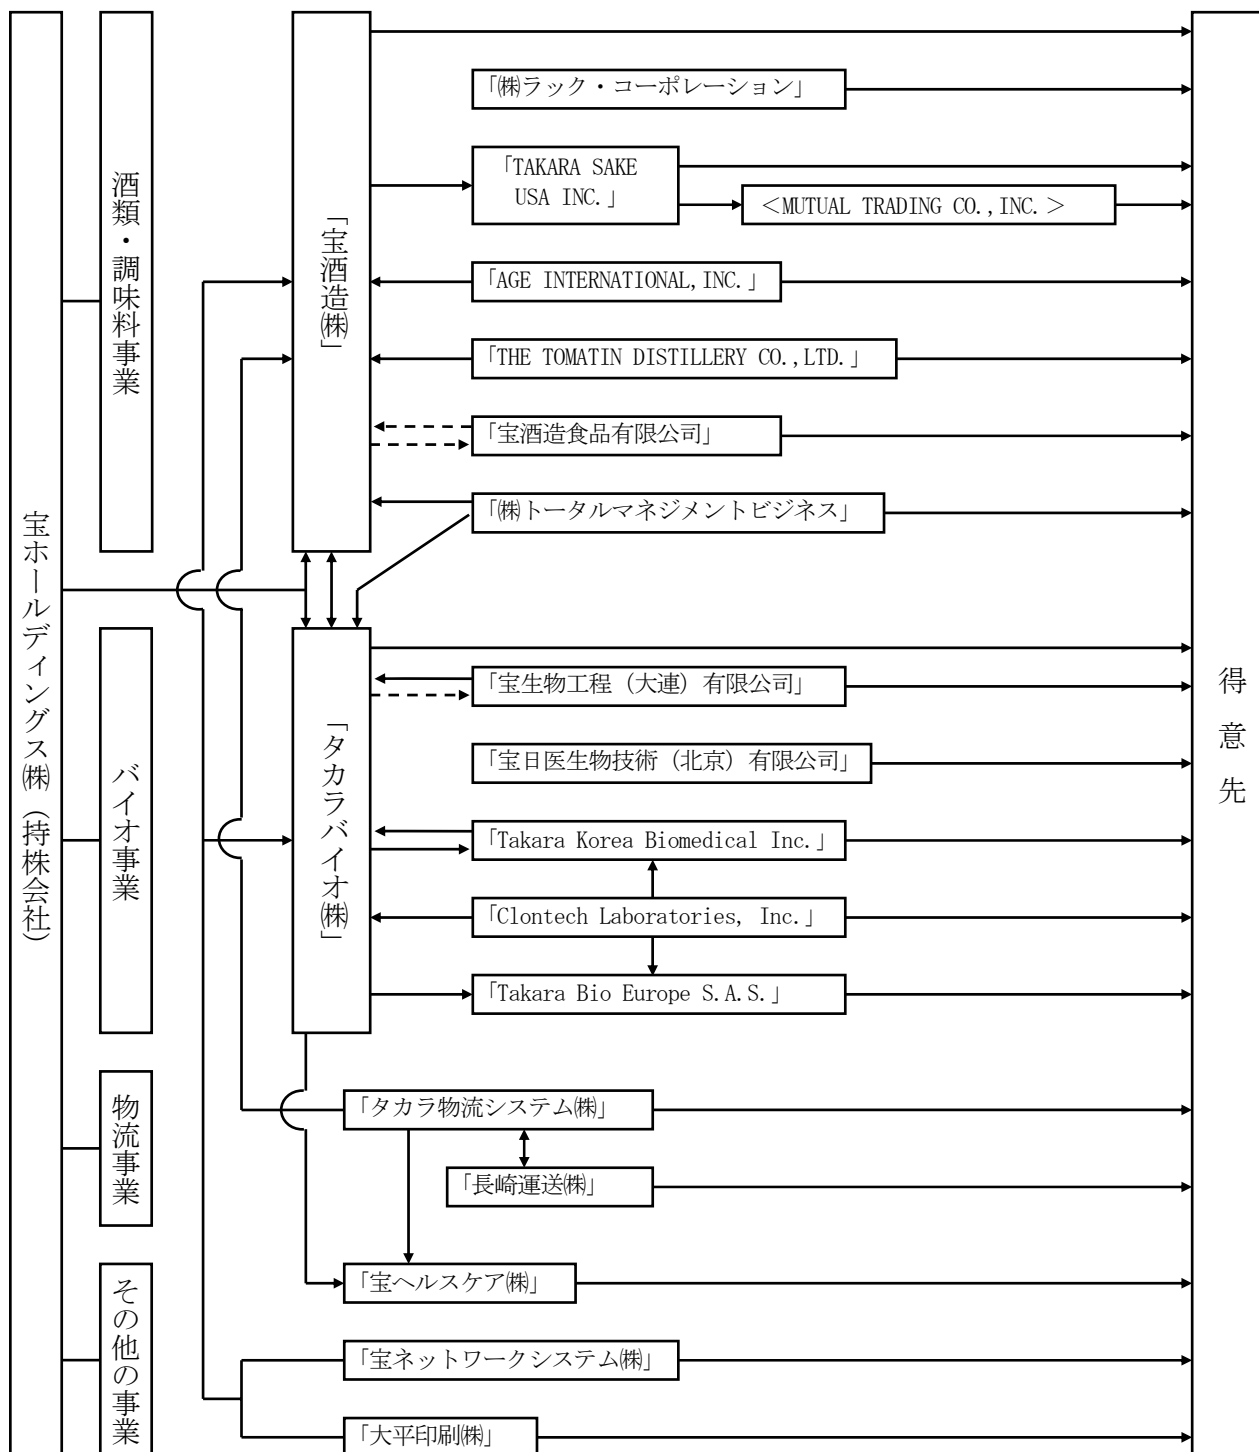 宝ホールディングス㈱（持株会社）
酒類・調味料事業
「宝酒造㈱」
「㈱ラック・コーポレーション」
「TAKARA SAKE
USA INC.」
＜MUTUAL TRADING CO.,INC.＞
「AGE INTERNATIONAL,INC.」
「THE TOMATIN DISTILLERY CO.,LTD.」
「宝酒造食品有限公司」
「㈱トータルマネジメントビジネス」
バイオ事業
「タカラバイオ㈱」
「宝生物工程（大連）有限公司」
「宝日医生物技術（北京）有限公司」
「Takara Korea Biomedical Inc.」
「Clontech Laboratories, Inc.」
「Takara Bio Europe S.A.S.」
物流事業
「タカラ物流システム㈱」
「長崎運送㈱」
その他の事業
「宝ヘルスケア㈱」
「宝ネットワークシステム㈱」
「大平印刷㈱」
得意先